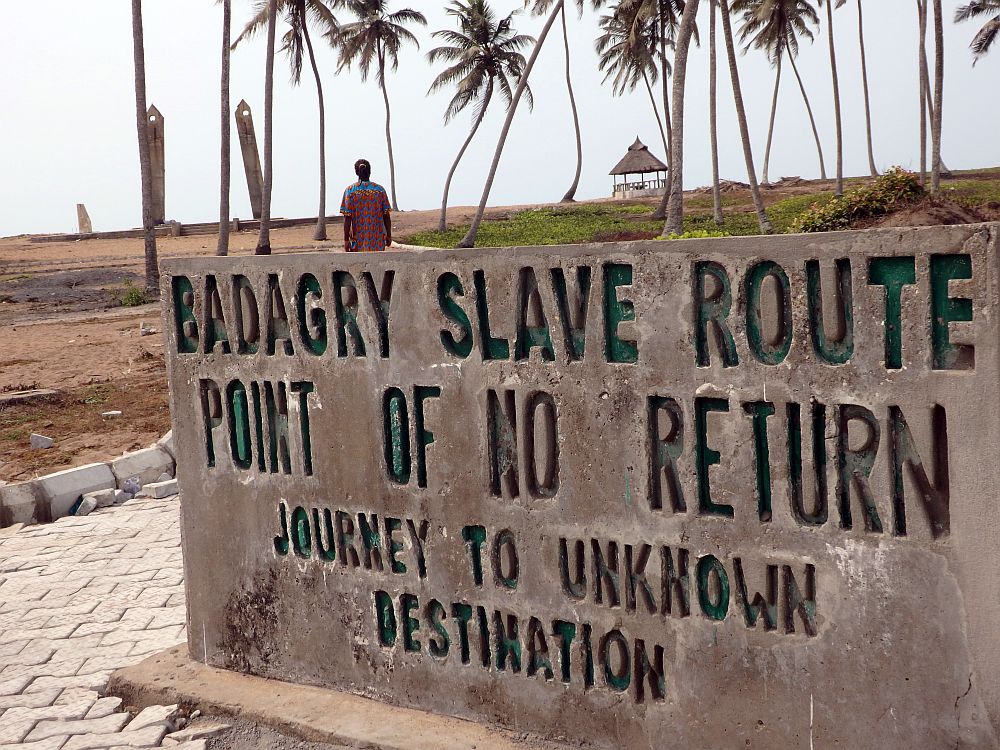 BADAGRY SLAVE ROUTE
POINT OF NO RETURN
JOURNEY TO UNKNOWN
DESTINATION